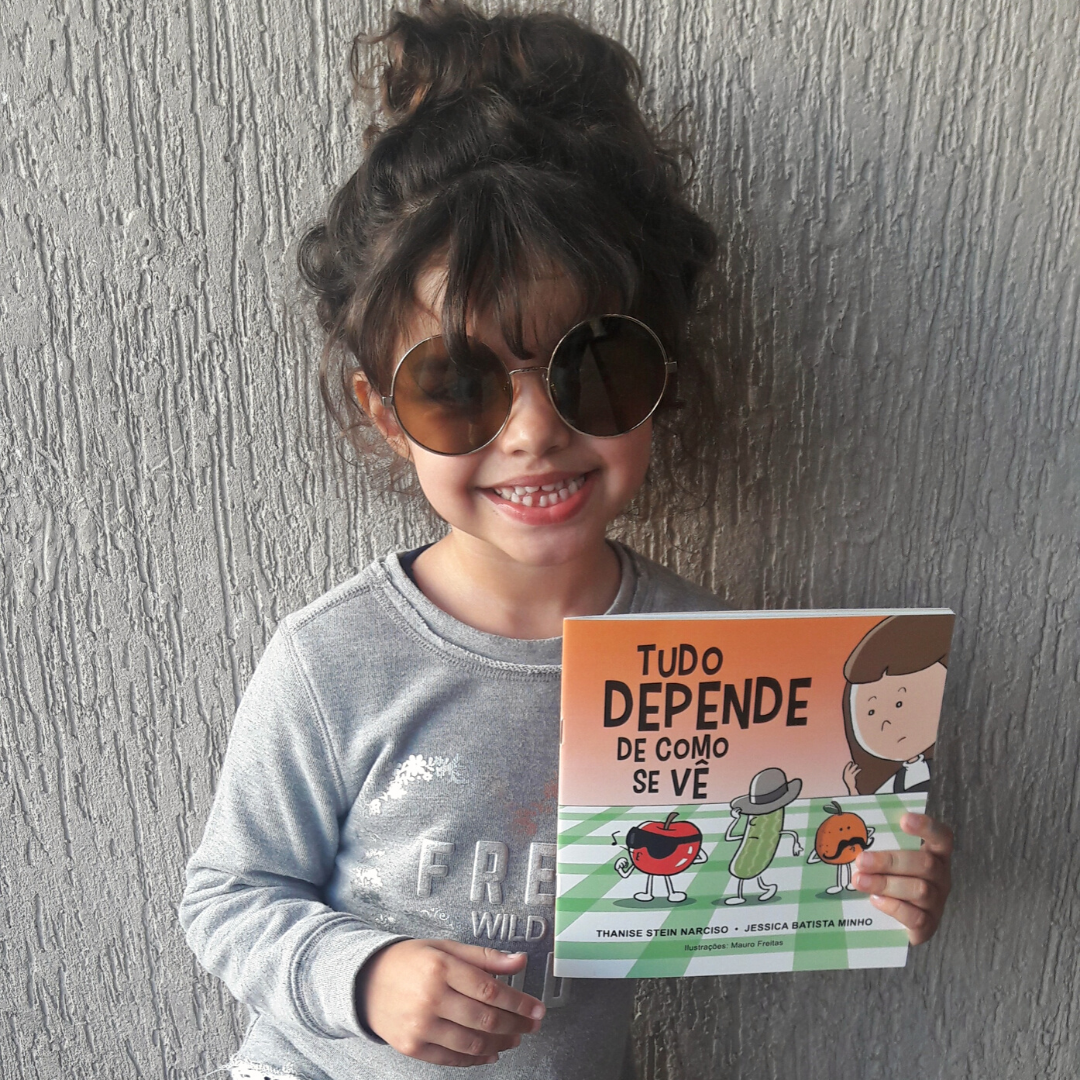 TUDO
DEPENDE
DE COMO
SE VÊ
THANISE STEIN NARCISO • JESSICA BATISTA MINHO
Ilustrações: Mauro Freitas
FRE
WILD